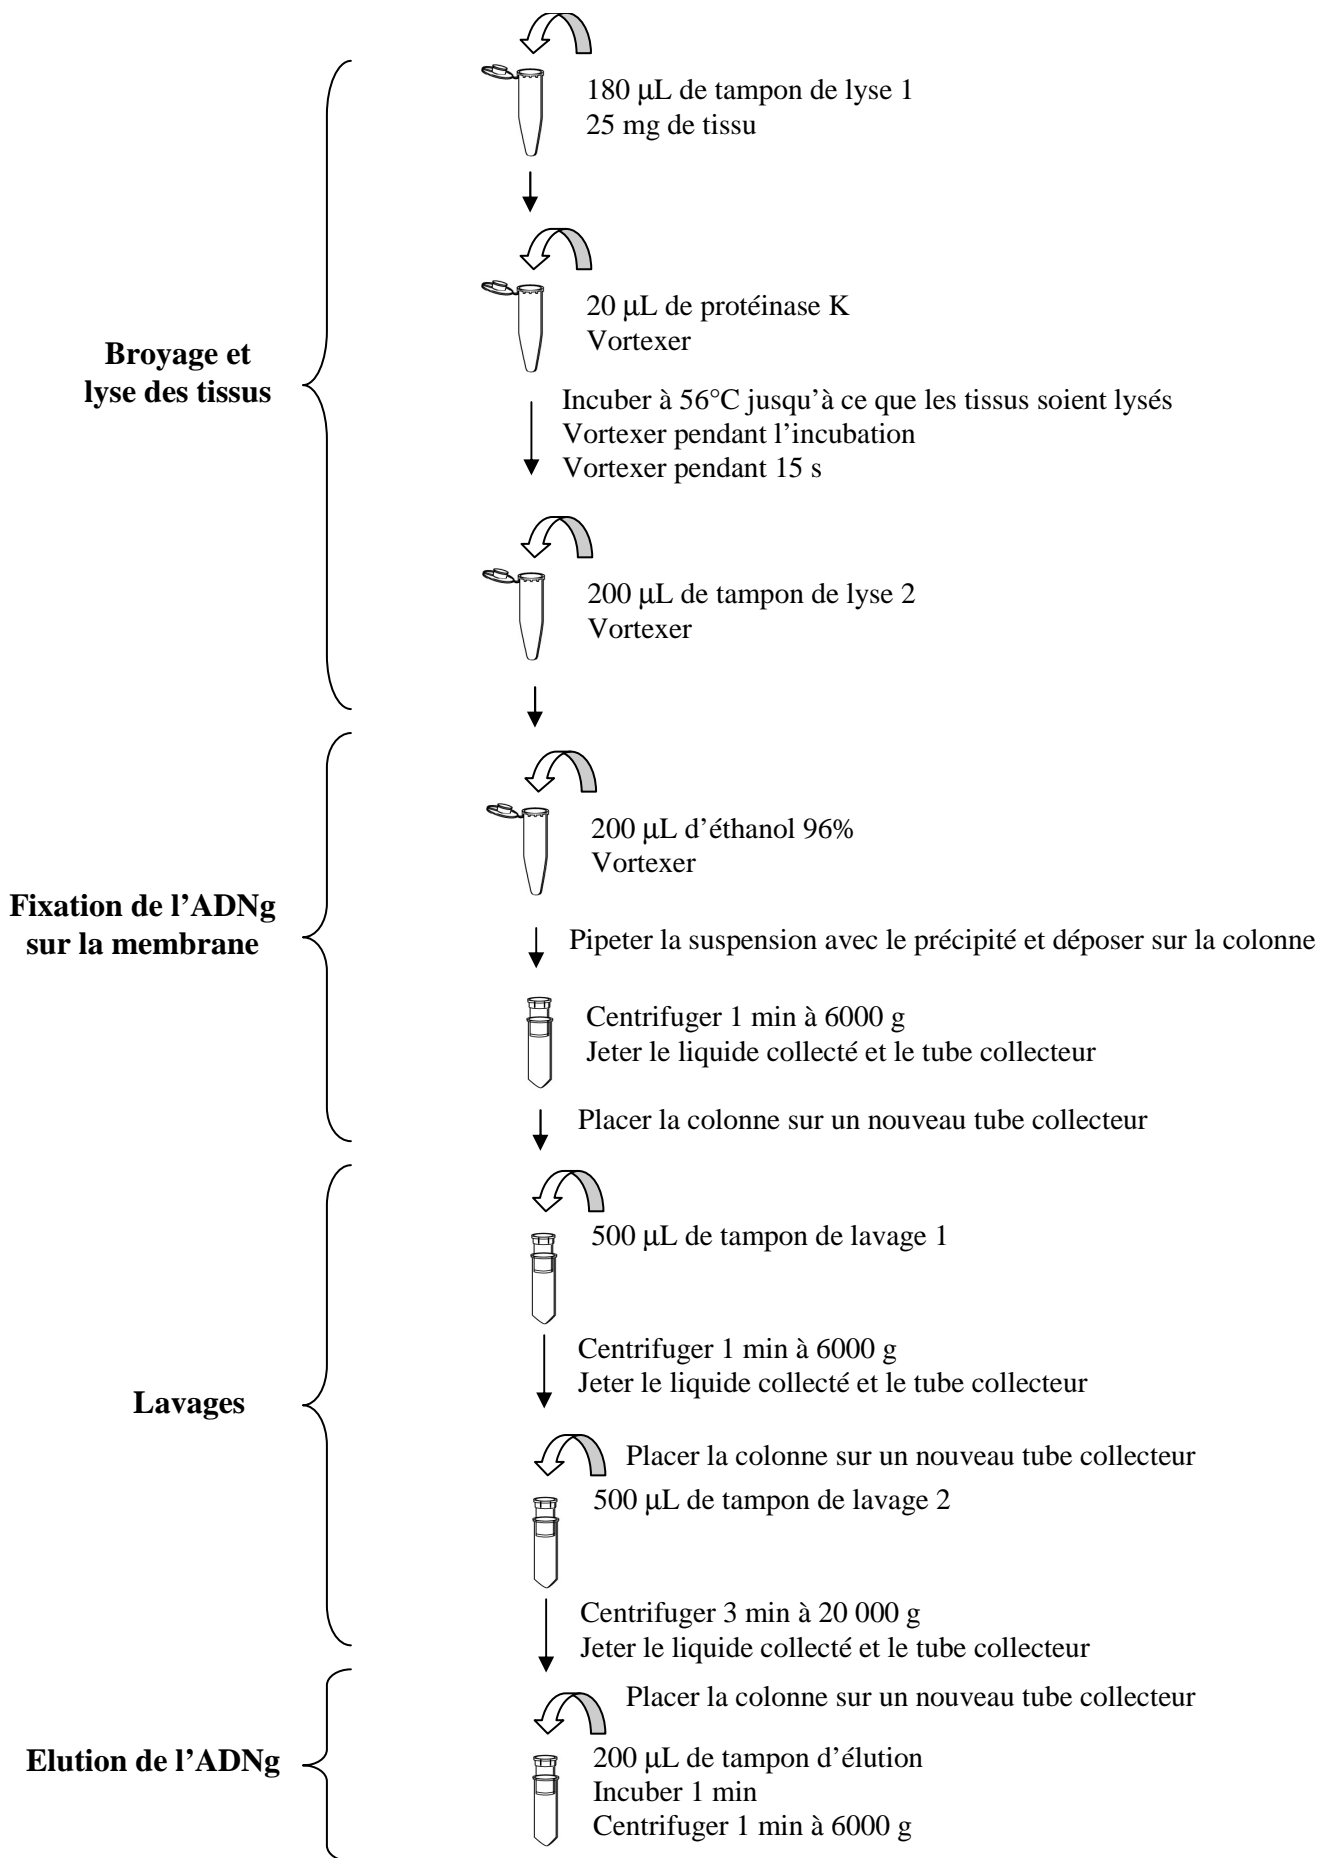 180 µL de tampon de lyse 1
25 mg de tissu
20 µL de protéinase K
Vortexer
Broyage et
lyse des tissus
Incuber à 56°C jusqu'à ce que les tissus soient lysés
Vortexer pendant l'incubation
Vortexer pendant 15 s
200 µL de tampon de lyse 2
Vortexer
200 µL d'éthanol 96%
Vortexer
Fixation de l'ADNg
sur la membrane
Pipeter la suspension avec le précipité et déposer sur la colonne
Centrifuger 1 min à 6000 g
Jeter le liquide collecté et le tube collecteur
Placer la colonne sur un nouveau tube collecteur
500 µL de tampon de lavage 1
Centrifuger 1 min à 6000 g
Jeter le liquide collecté et le tube collecteur
Lavages
Placer la colonne sur un nouveau tube collecteur
500 µL de tampon de lavage 2
Centrifuger 3 min à 20 000 g
Jeter le liquide collecté et le tube collecteur
Placer la colonne sur un nouveau tube collecteur
Elution de l'ADNg
200 µL de tampon d'élution
Incuber 1 min
Centrifuger 1 min à 6000 g